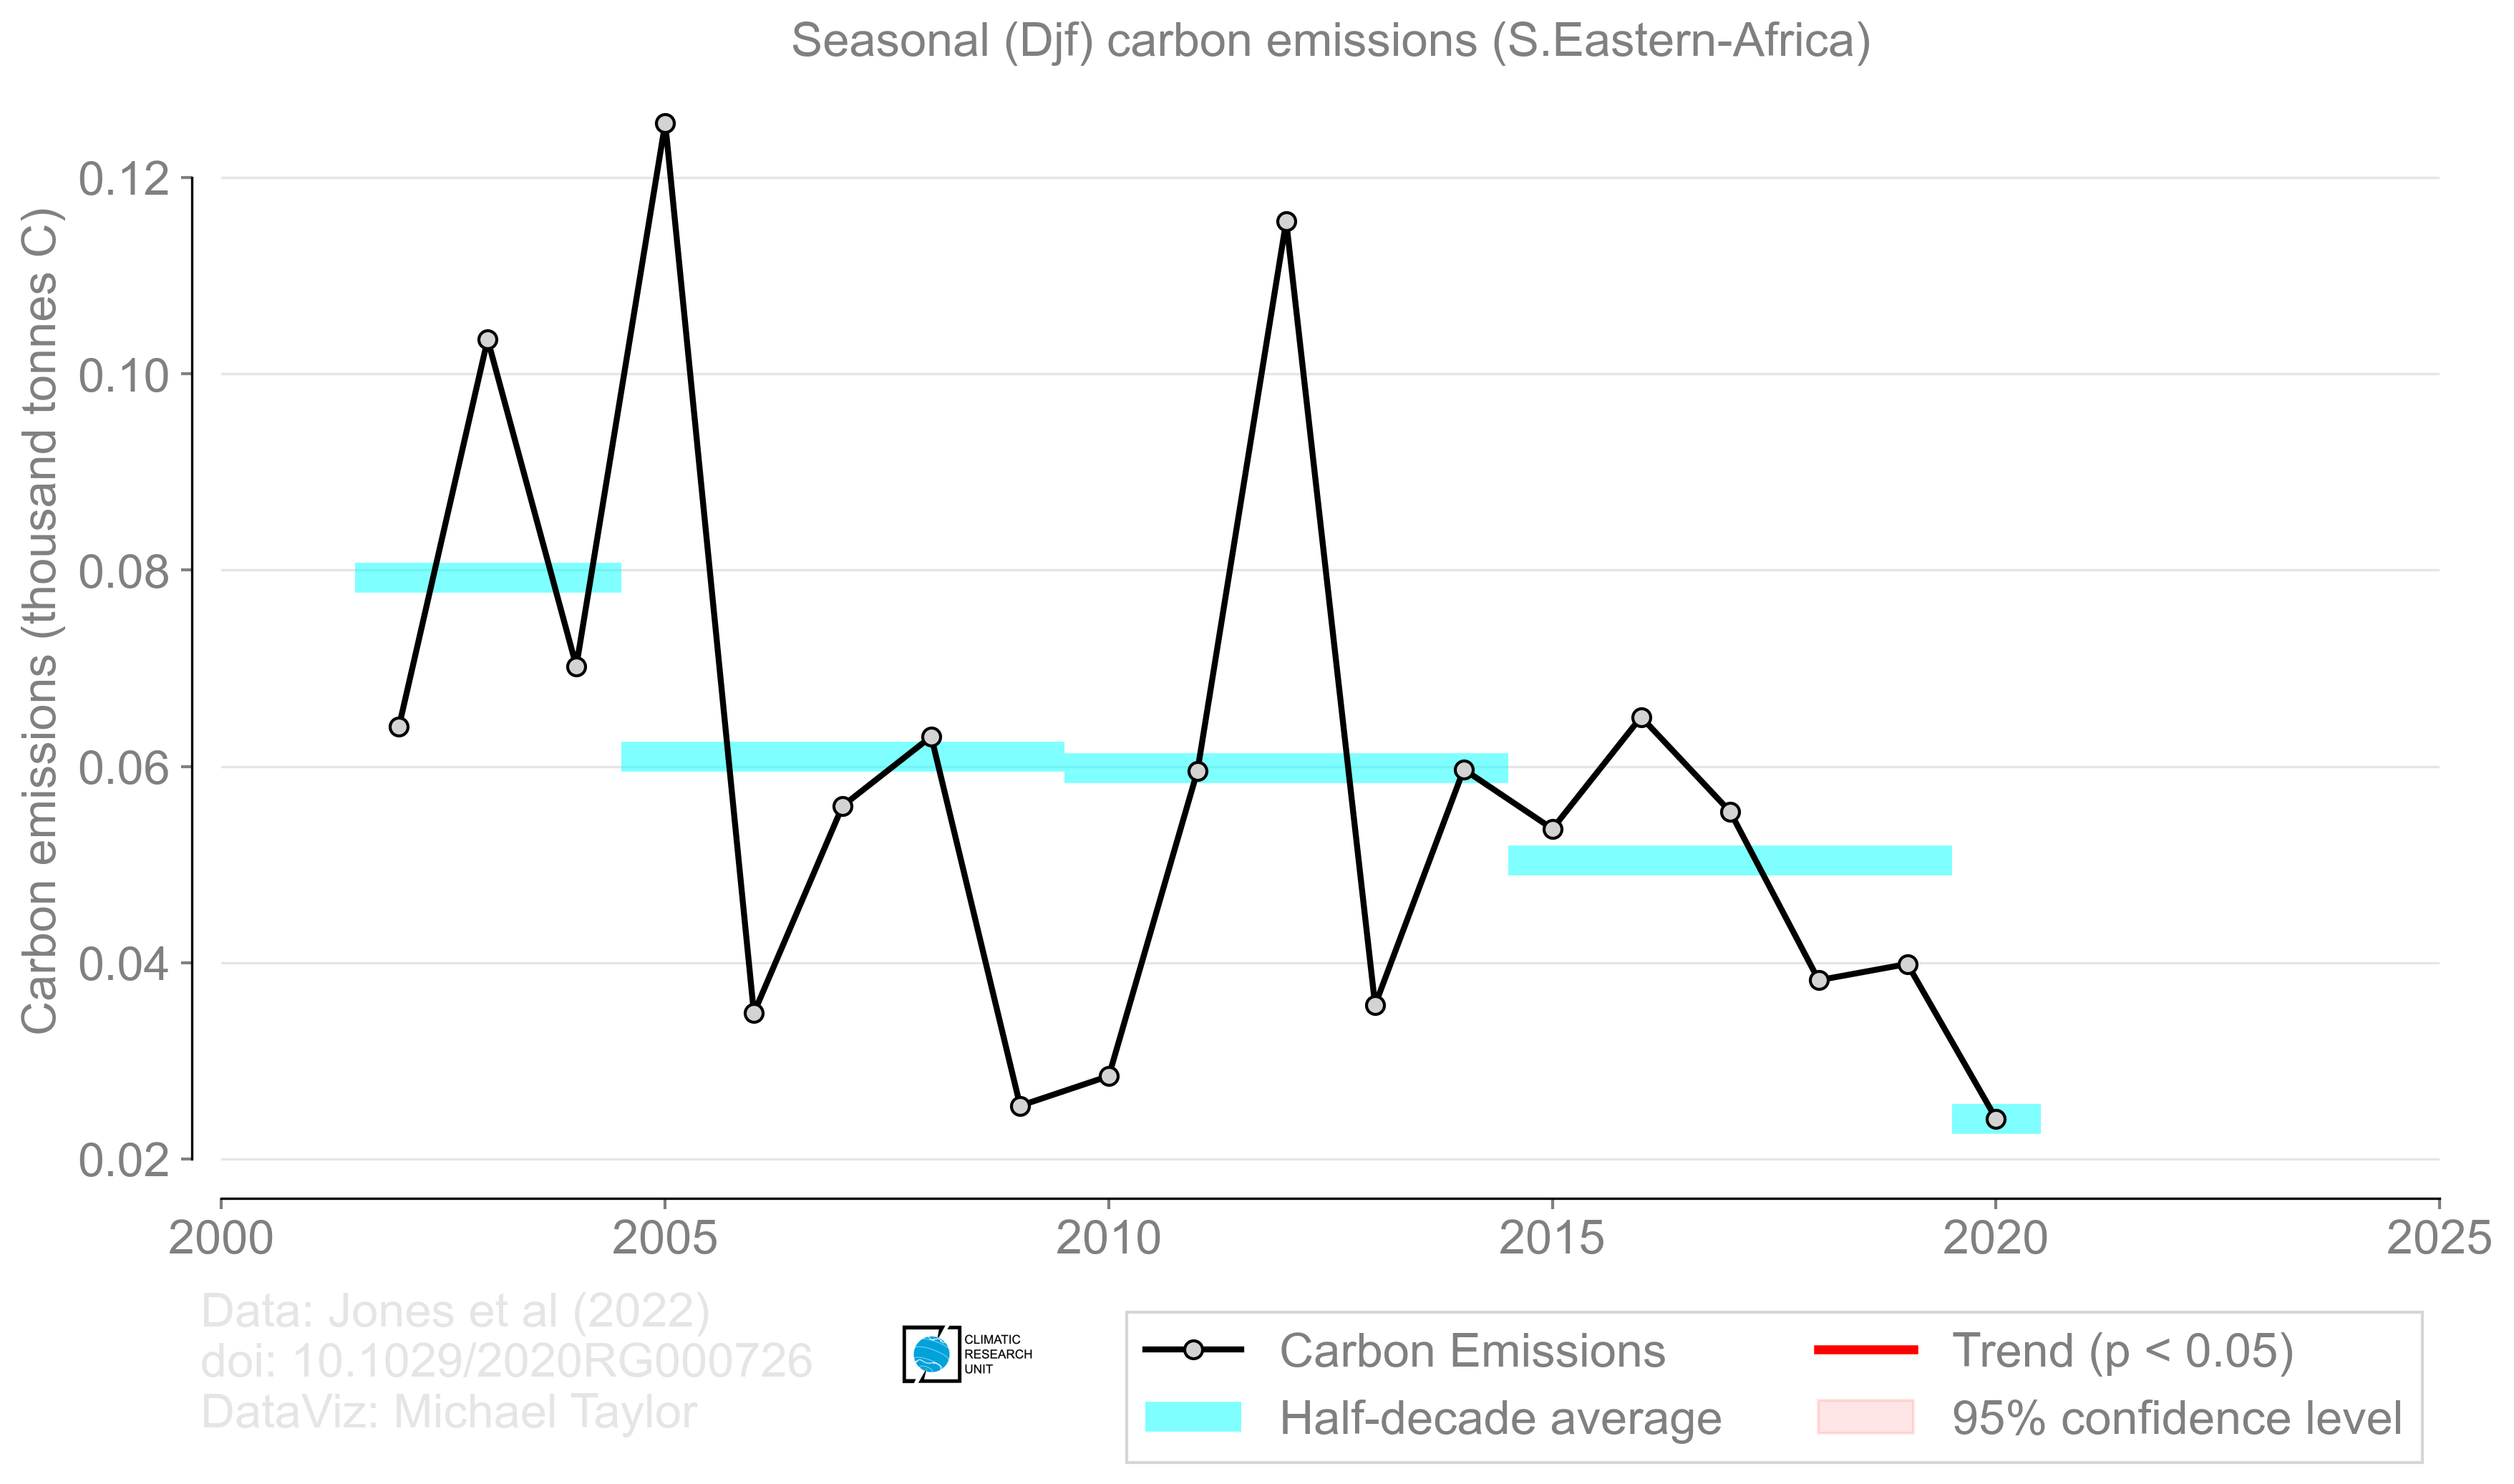 Seasonal (Djf) carbon emissions (S.Eastern-Africa)
Carbon emissions (thousand tonnes C)
0.12
0.10
0.08
0.06
0.04
0.02
2000 2005 2010 2015 2020 2025
Data: Jones et al (2022)
doi: 10.1029/2020RG000726
DataViz: Michael Taylor
CLIMATIC
RESEARCH
UNIT
Carbon Emissions
Half-decade average
Trend (p < 0.05)
95% confidence level